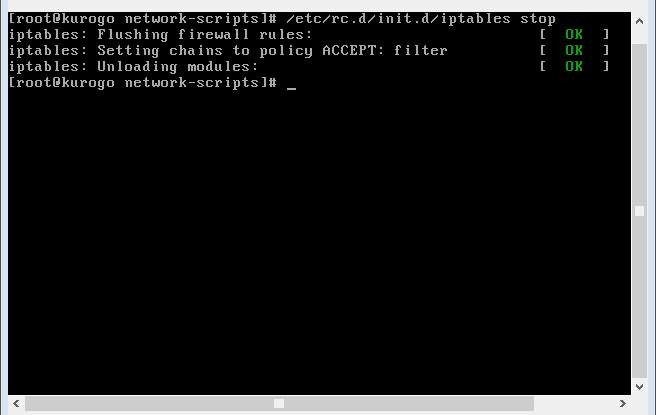 [root@kurogo network-scripts]# /etc/rc.d/init.d/iptables stop
iptables: Flushing firewall rules: [ OK ]
iptables: Setting chains to policy ACCEPT: filter [ OK ]
iptables: Unloading modules: [ OK ]
[root@kurogo network-scripts]# _